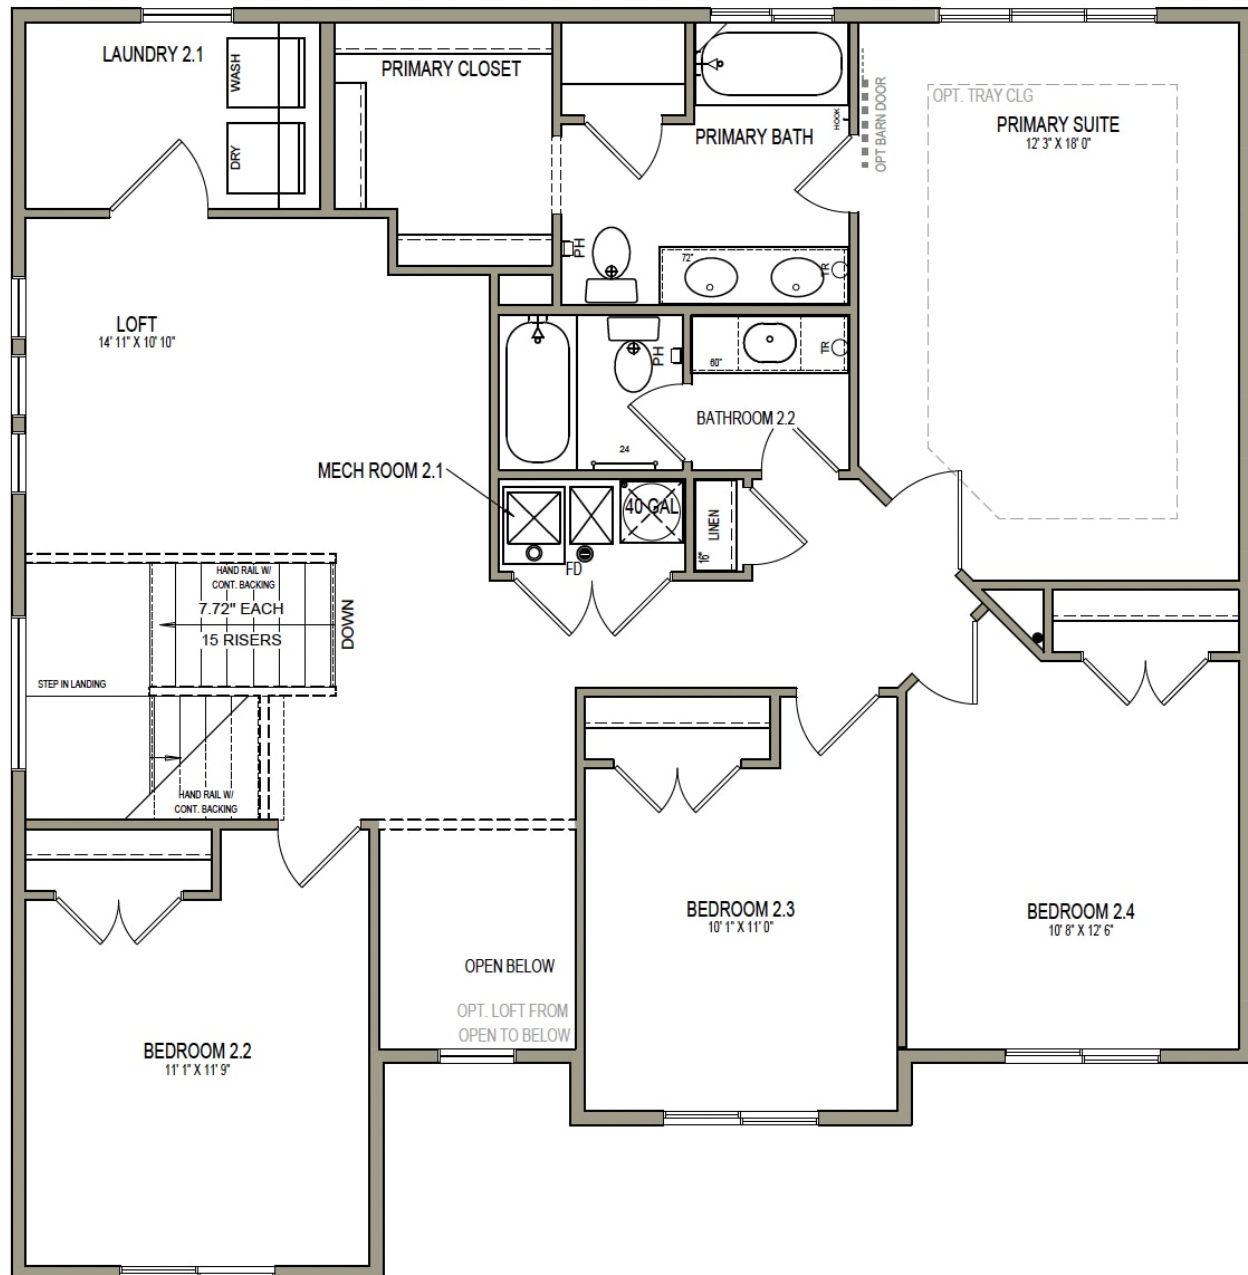 LAUNDRY 2.1
WASH
DRY
PRIMARY CLOSET
PRIMARY BATH
HOOK
OPT BARN DOOR
OPT. TRAY CLG
PRIMARY SUITE
12' 3" X 18' 0"
PH
72"
TR
LOFT
14' 11" X 10' 10"
PH
60"
TR
BATHROOM 2.2
24
MECH ROOM 2.1
40 GAL
LINEN
16"
FD
HAND RAIL W/
CONT. BACKING
7.72" EACH
15 RISERS
DOWN
STEP IN LANDING
HAND RAIL W/
CONT. BACKING
BEDROOM 2.3
10' 1" X 11' 0"
BEDROOM 2.4
10' 8" X 12' 6"
OPEN BELOW
OPT. LOFT FROM
OPEN TO BELOW
BEDROOM 2.2
11' 1" X 11' 9"